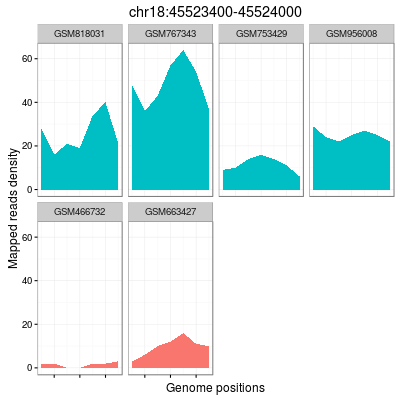 chr18:45523400-45524000
GSM818031 GSM767343 GSM753429 GSM956008
60
40
20
0
Mapped reads density
GSM466732 GSM663427
60
40
20
0
Genome positions